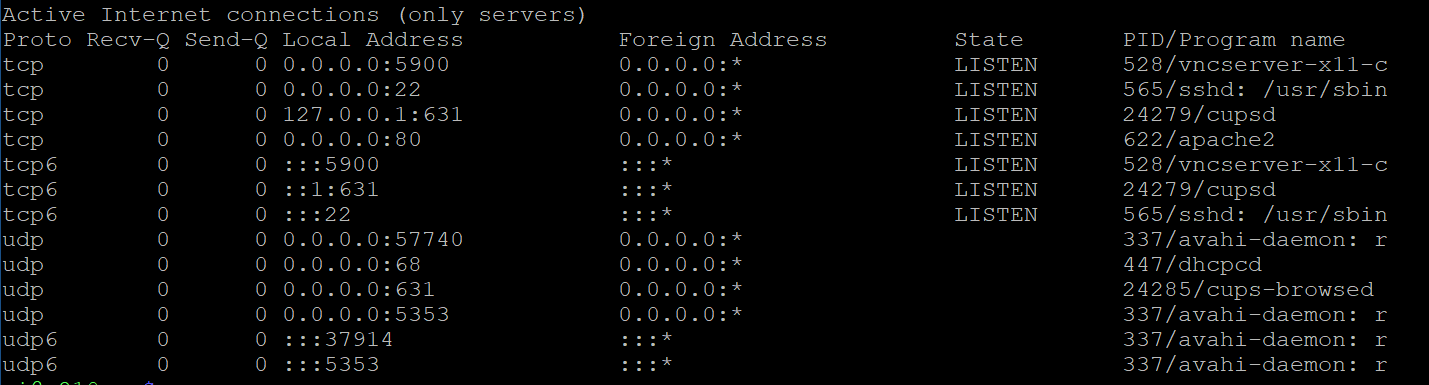 Active Internet connections (only servers)
Proto Recv-Q Send-Q Local Address           Foreign Address         State       PID/Program name
tcp        0      0 0.0.0.0:5900            0.0.0.0:*               LISTEN      528/vncserver-x11-c
tcp        0      0 0.0.0.0:22              0.0.0.0:*               LISTEN      565/sshd: /usr/sbin
tcp        0      0 127.0.0.1:631           0.0.0.0:*               LISTEN      24279/cupsd
tcp        0      0 0.0.0.0:80              0.0.0.0:*               LISTEN      622/apache2
tcp6       0      0 :::5900                 :::*                    LISTEN      528/vncserver-x11-c
tcp6       0      0 ::1:631                 :::*                    LISTEN      24279/cupsd
tcp6       0      0 :::22                   :::*                    LISTEN      565/sshd: /usr/sbin
udp        0      0 0.0.0.0:57740           0.0.0.0:*                           337/avahi-daemon: r
udp        0      0 0.0.0.0:68              0.0.0.0:*                           447/dhcpcd
udp        0      0 0.0.0.0:631             0.0.0.0:*                           24285/cups-browsed
udp        0      0 0.0.0.0:5353            0.0.0.0:*                           337/avahi-daemon: r
udp6       0      0 :::37914                :::*                                337/avahi-daemon: r
udp6       0      0 :::5353                 :::*                                337/avahi-daemon: r